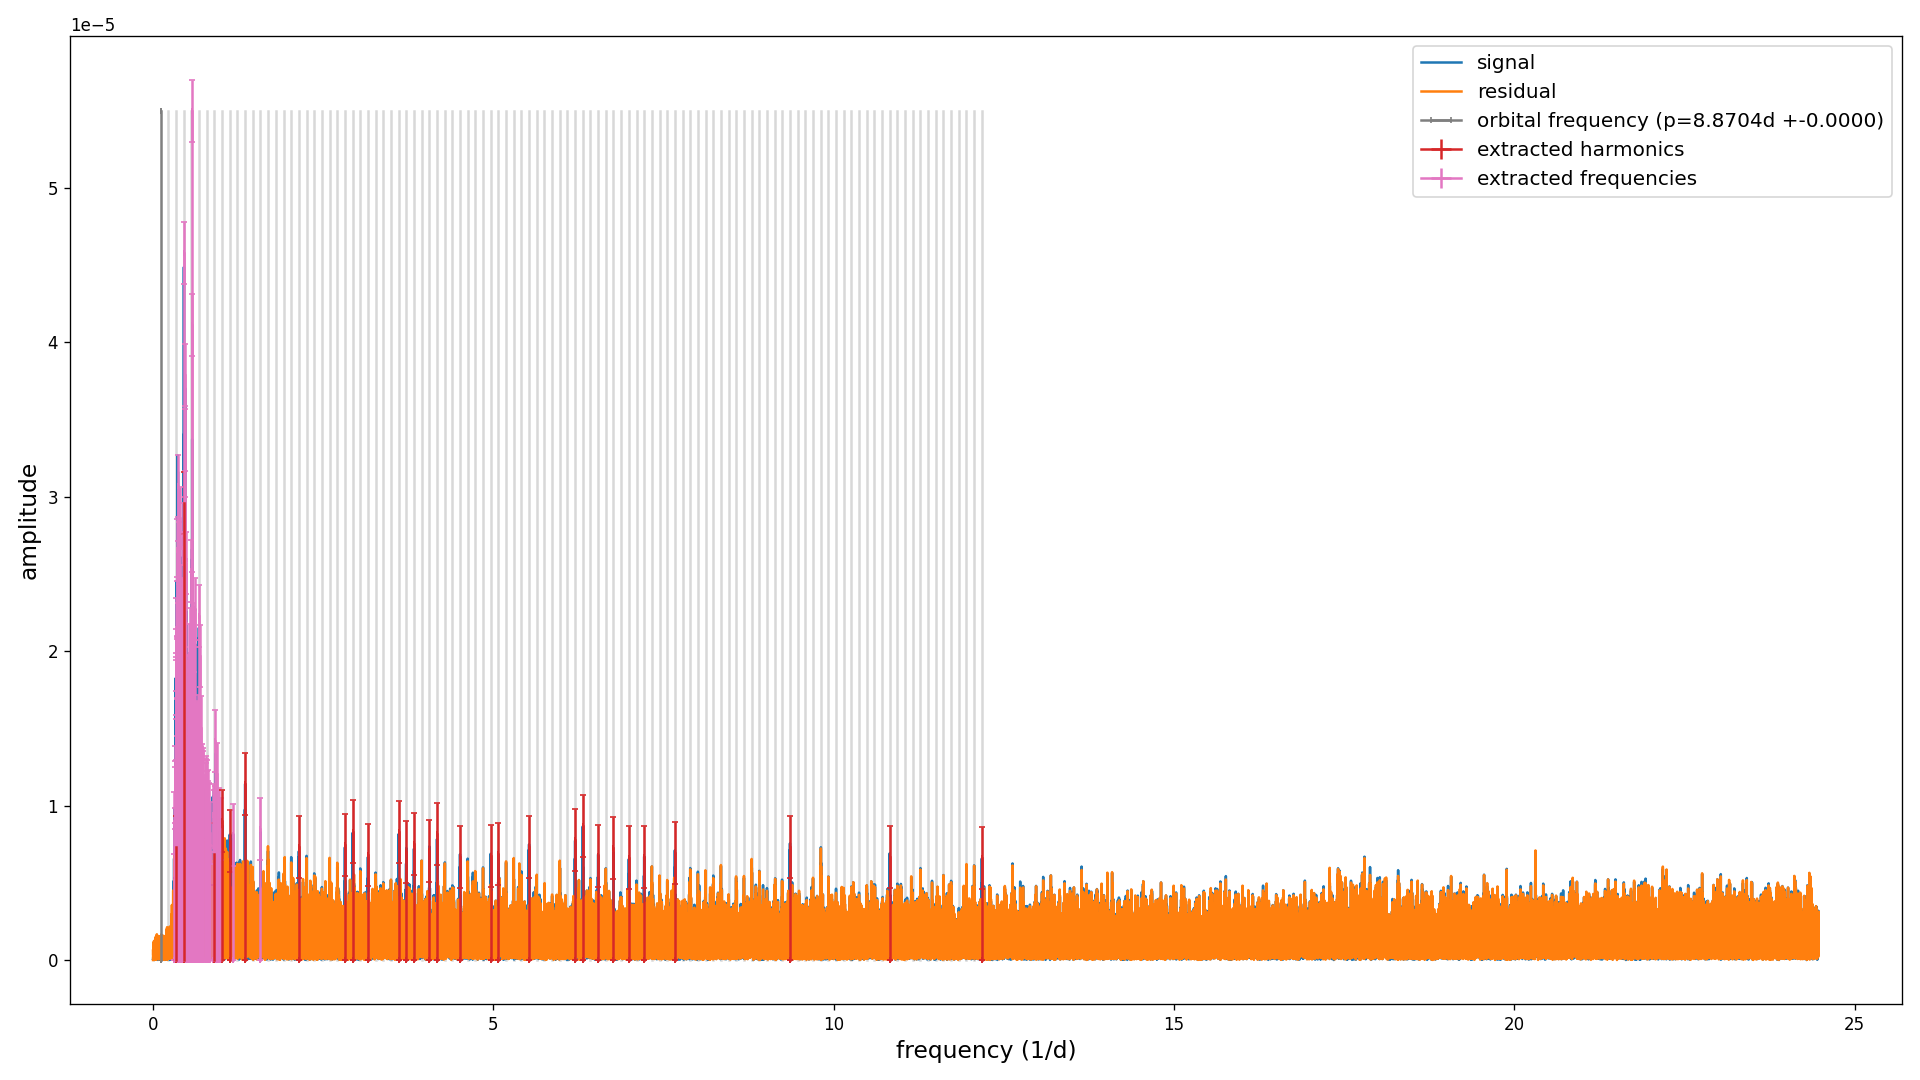 1e−5
signal
residual
orbital frequency (p=8.8704d +-0.0000)
extracted harmonics
extracted frequencies
5
4
3
2
1
0
amplitude
0 5 10 15 20 25
frequency (1/d)